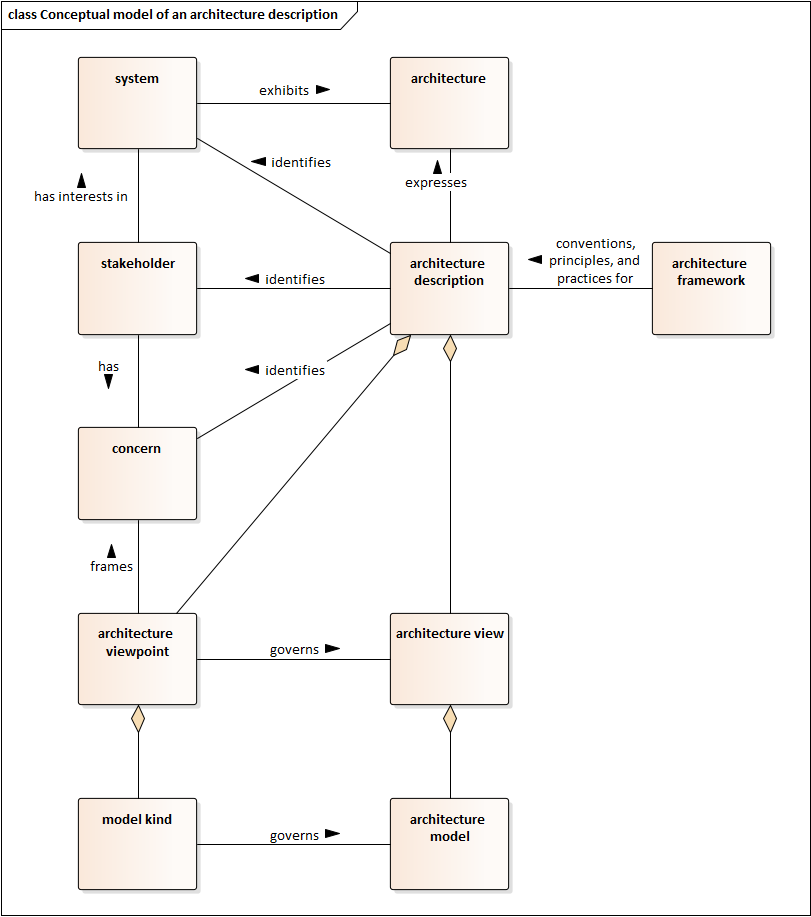 class Conceptual model of an architecture description
system
architecture
exhibits
identifies
expresses
has interests in
stakeholder
identifies
architecture
description
conventions,
principles, and
practices for
architecture
framework
has
identifies
concern
frames
architecture
viewpoint
governs
architecture view
model kind
governs
architecture
model